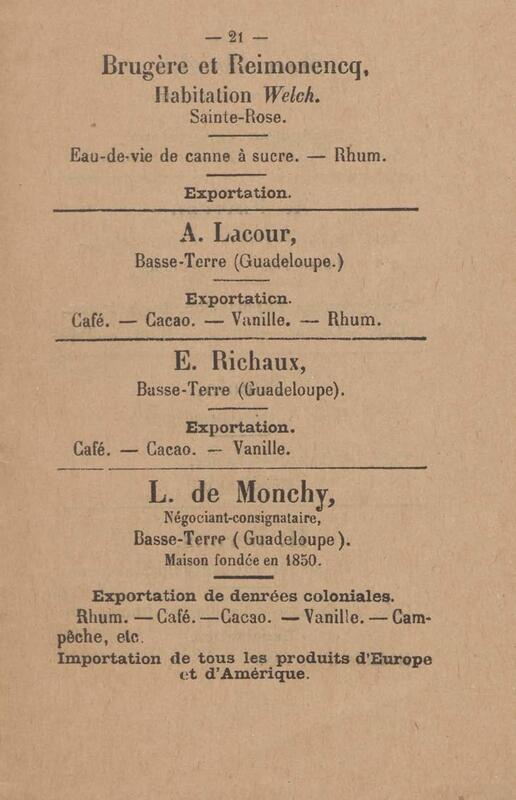 — 21 —
Brugère et Reimonencq,
Habitation Welch.
Sainte-Rose.
Eau-de-vie de canne à sucre. — Rhum.
Exportation.
A. Lacour,
Basse-Terre (Guadeloupe.)
Exportation.
Café. — Cacao. — Vanille. — Rhum.
E. Richaux,
Basse-Terre (Guadeloupe).
Exportation.
Café. — Cacao. — Vanille.
L. de Monchy,
Négociant-consignataire,
Basse-Terre (Guadeloupe).
Maison fondée en 1850.
Exportation de denrées coloniales.
Rhum. — Café. — Cacao. — Vanille. — Cam-
pêche, etc.
Importation de tous les produits d'Europe
et d'Amérique.